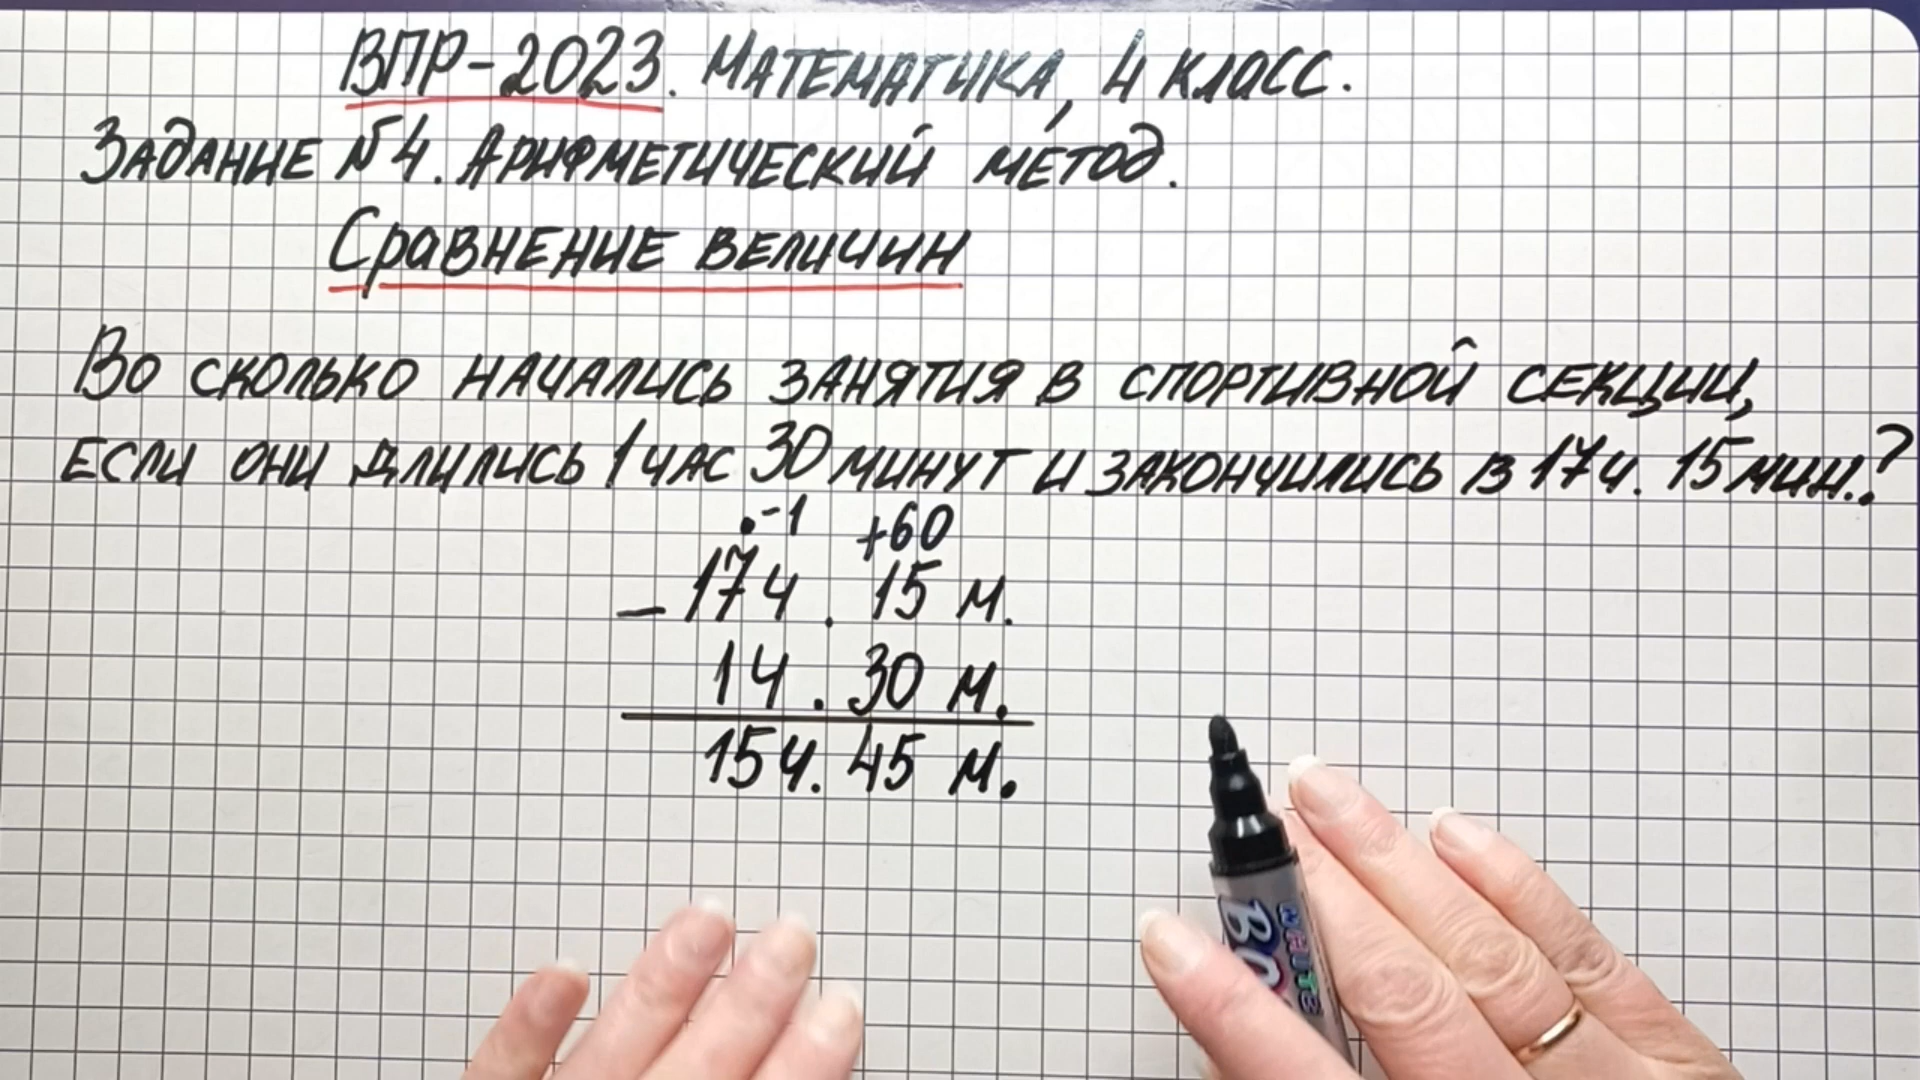 ВПР-2023. МАТЕМАТИКА, 4 КЛАСС.
ЗАДАНИЕ №4. АРИФМЕТИЧЕСКИЙ МЕТОД.
СРАВНЕНИЕ ВЕЛИЧИН
ВО СКОЛЬКО НАЧАЛИСЬ ЗАНЯТИЯ В СПОРТИВНОЙ СЕКЦИИ,
ЕСЛИ ОНИ ДЛИЛИСЬ 1 ЧАС 30 МИНУТ И ЗАКОНЧИЛИСЬ В 17 Ч. 15 МИН.?
.-1 +60
- 17 ч. 15 м.
1 ч. 30 м.
15 ч. 45 м.